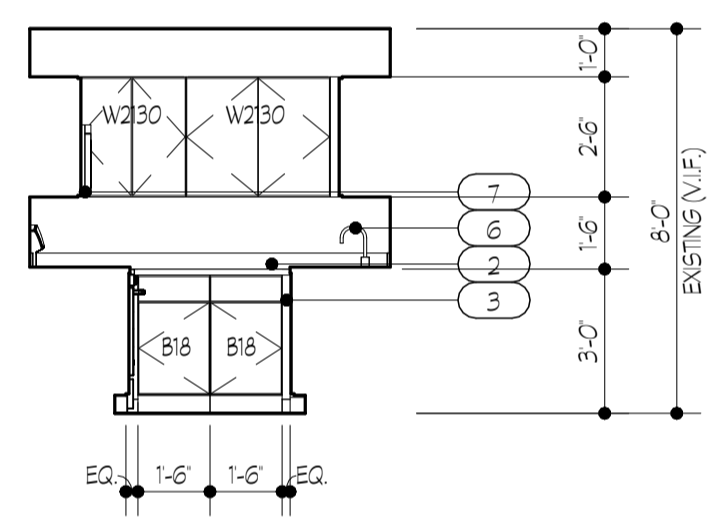 1'-0"
W2130 W2130
2'-6"
7
6
2
3
1'-6"
8'-0"
EXISTING (V.I.F.)
3'-0"
B18 B18
EQ. 1'-6" 1'-6" EQ.